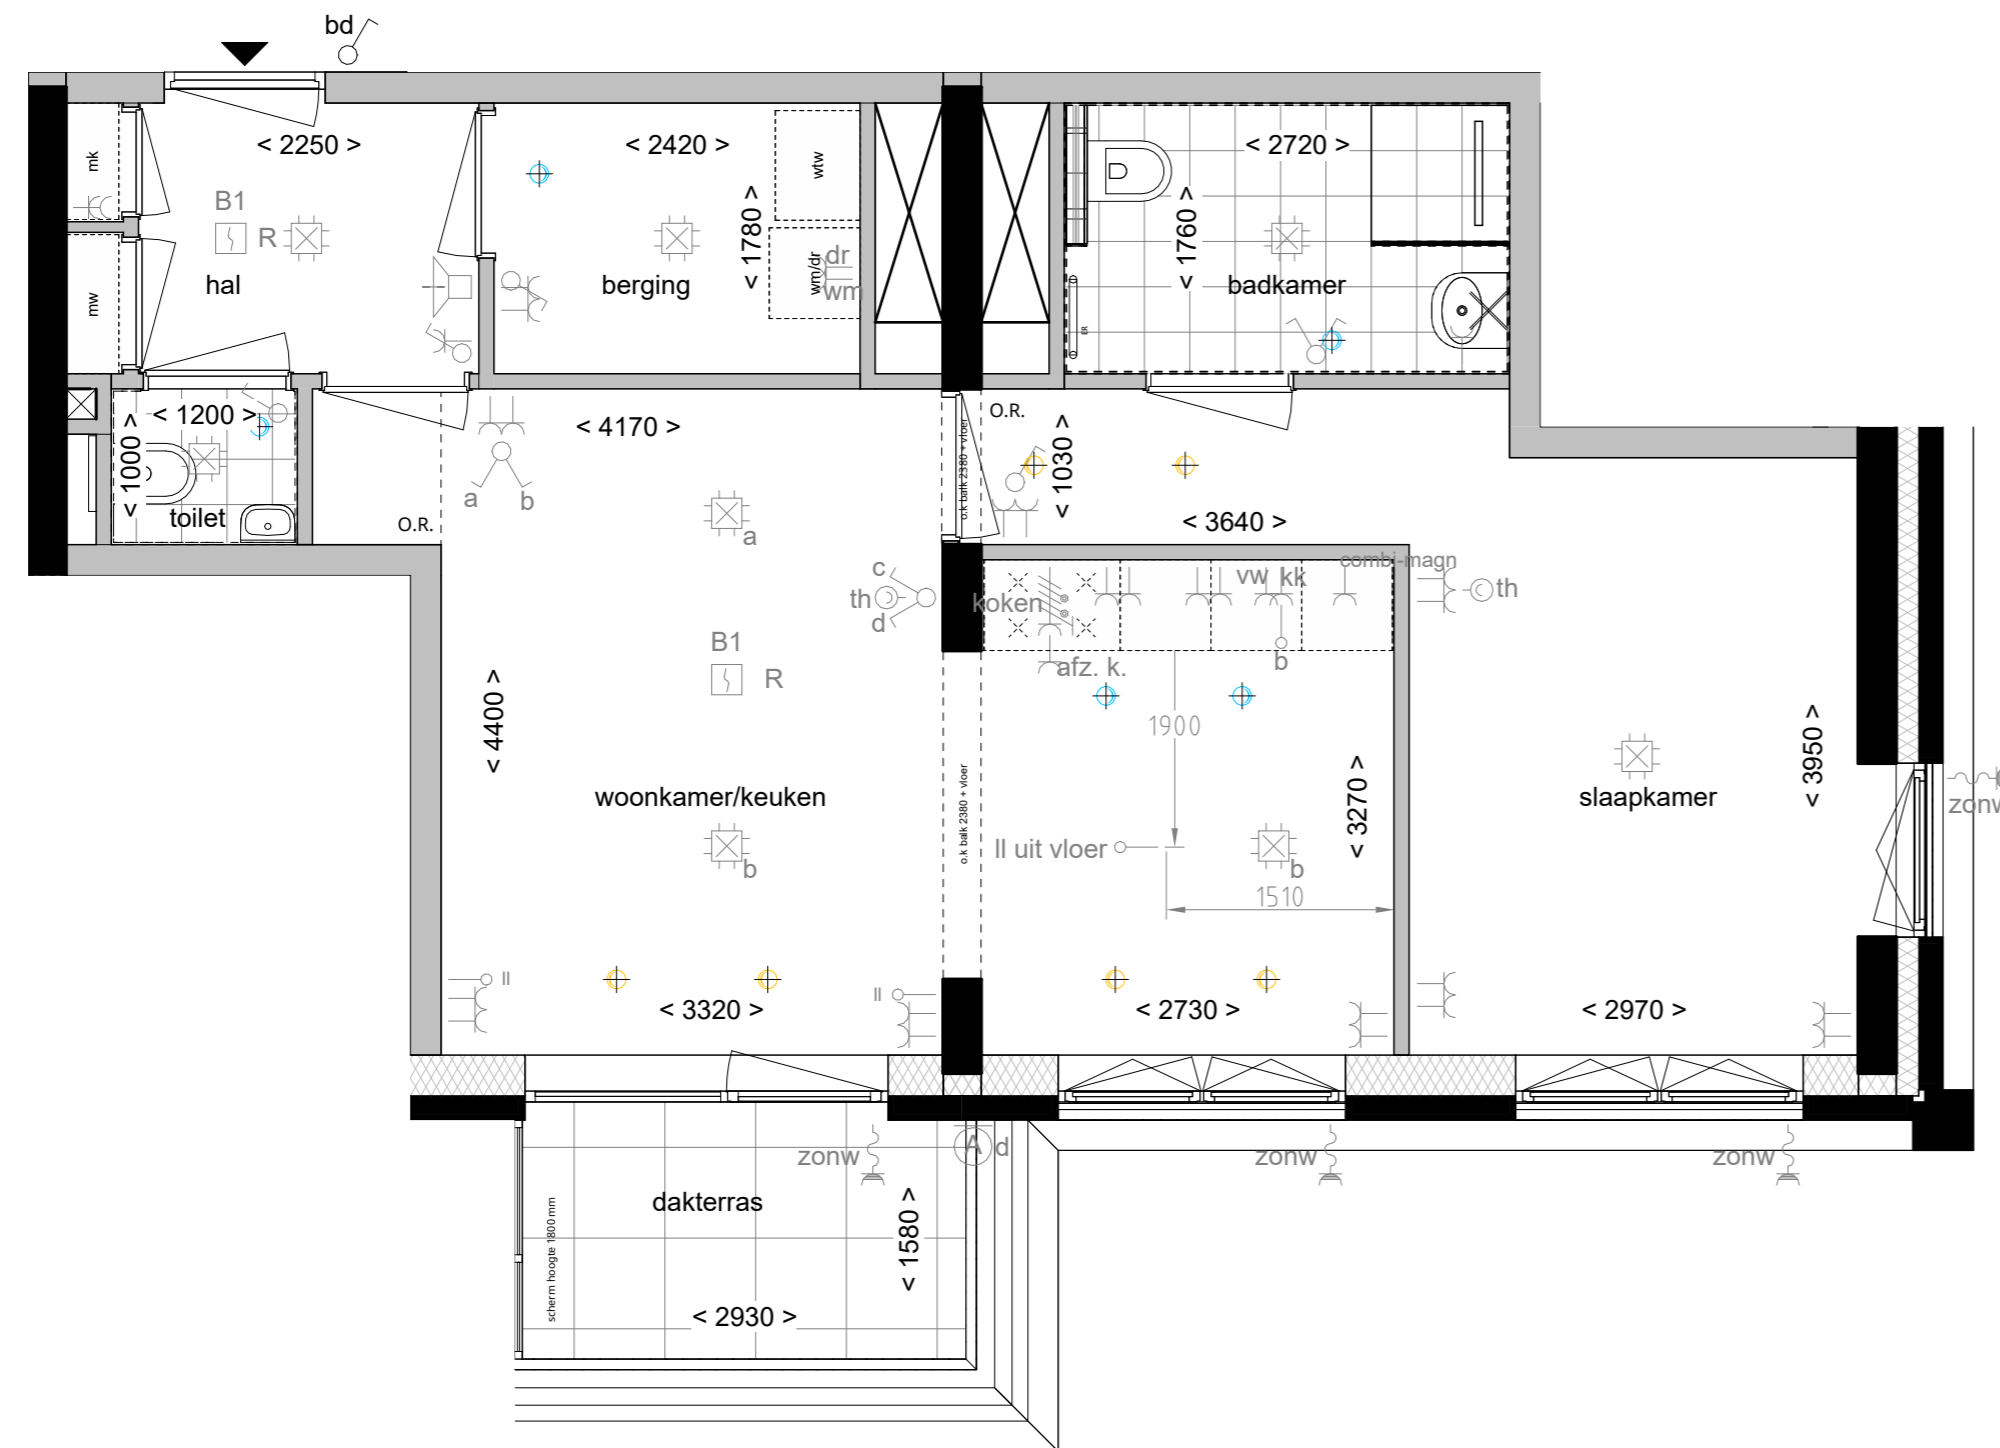 bd
< 2250 >
< 2420 >
< 2720 >
mk
wtw
< 1780 >
< 1760 >
B1
R
hal
berging
wm/dr
dr
wm
badkamer
mw
ER
< 1200 >
< 1000 >
toilet
O.R.
< 4170 >
a
b
a
O.R.
o.k balk 2380 + vloer
< 1030 >
< 3640 >
c
th
d
koken
vw
kk
combi-magn
th
b
afz. k.
B1
R
< 4400 >
1900
< 3270 >
< 3950 >
woonkamer/keuken
o.k balk 2380 + vloer
slaapkamer
b
ll uit vloer
b
1510
ll
ll
< 3320 >
< 2730 >
< 2970 >
zonw
A
d
zonw
zonw
dakterras
scherm hoogte 1800mm
< 1580 >
< 2930 >